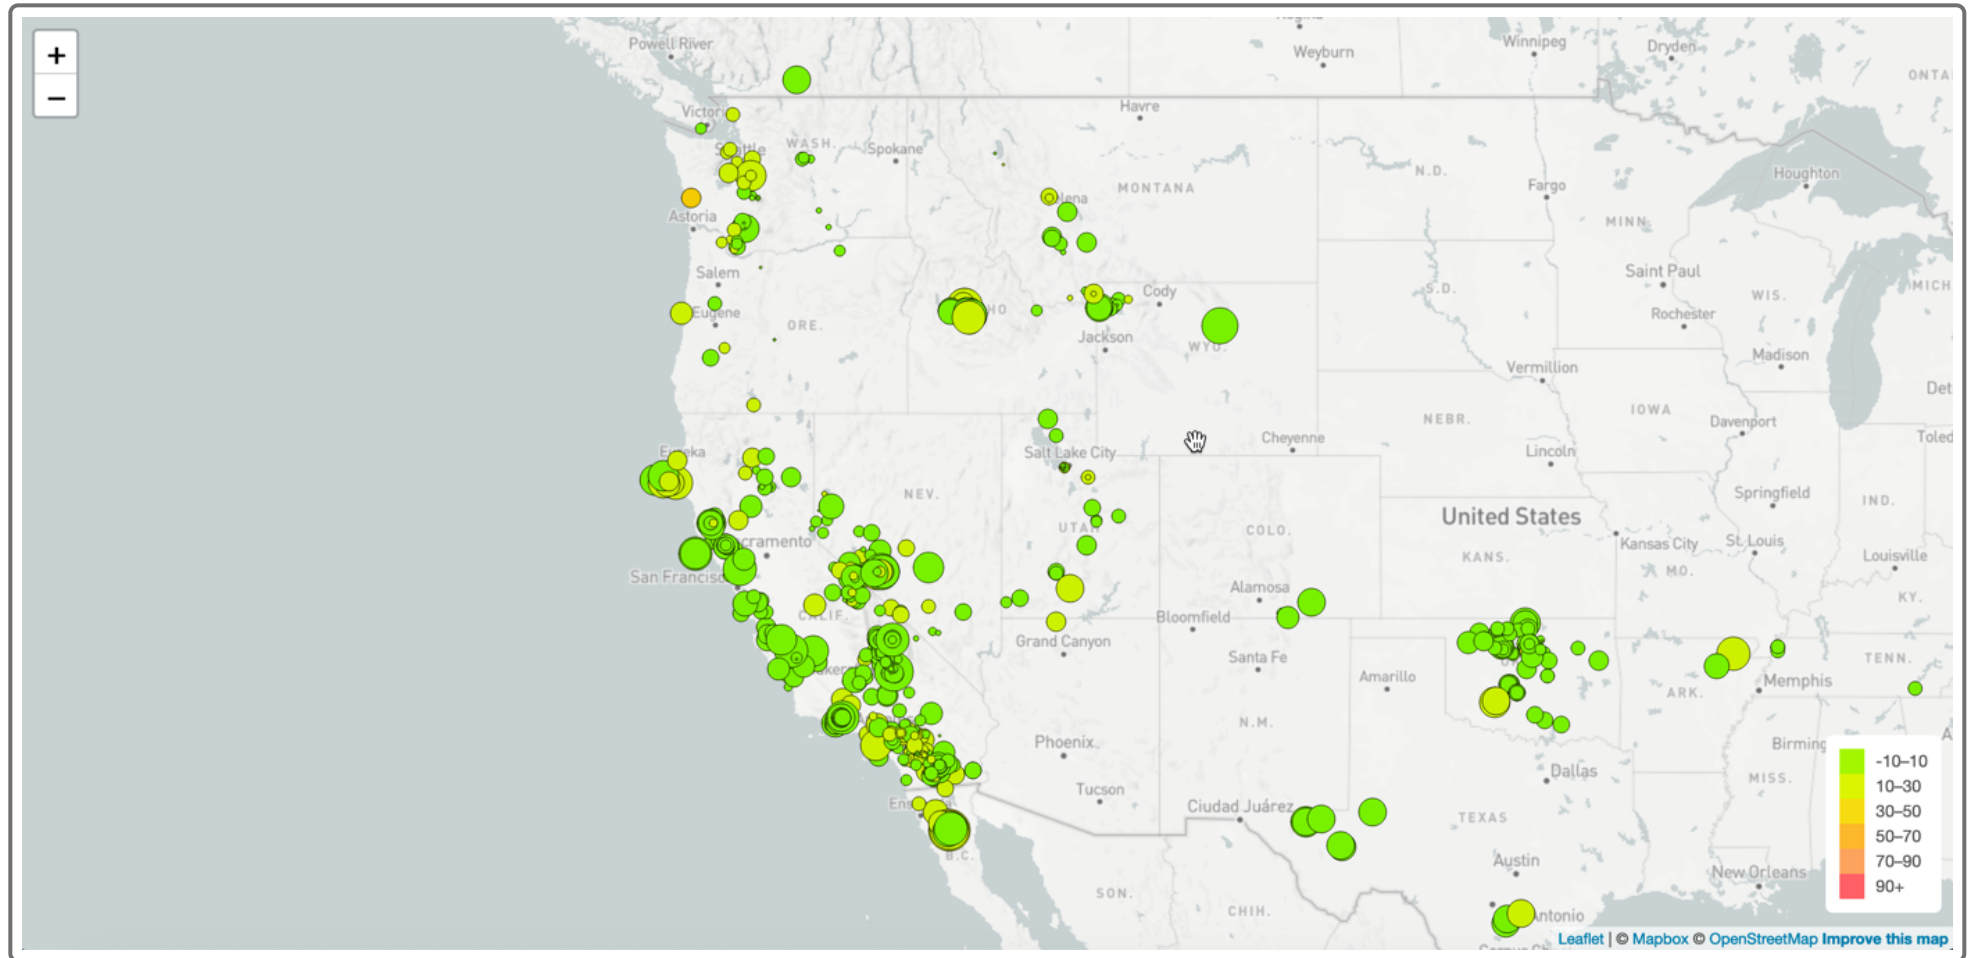 +
−
Powell River
Weyburn
Winnipeg
Dryden
ONTA
Havre
Victor
WASH.
Spokane
N.D.
Fargo
Houghton
MONTANA
MINN.
Astoria
Salem
Saint Paul
Cody
S.D.
WIS.
MICH
Eugene
ORE.
HO
Rochester
Jackson
WYO.
Madison
Vermillion
Det
IOWA
NEBR.
Davenport
Cheyenne
Toled
Salt Lake City
Lincoln
NEV.
Springfield
IND.
United States
UTAH
COLO.
cramento
Kansas City
St. Louis
KANS.
Louisville
San Francisc
MO.
Alamosa
KY.
CALIF.
Bloomfield
Grand Canyon
Santa Fe
TENN.
Amarillo
Memphis
ARK.
N.M.
Phoenix
Birming
Dallas
MISS.
Tucson
Ciudad Juárez
TEXAS
B.C.
Austin
New Orleans
SON.
CHIH.
Antonio
-10–10
10–30
30–50
50–70
70–90
90+
Leaflet | © Mapbox © OpenStreetMap Improve this map